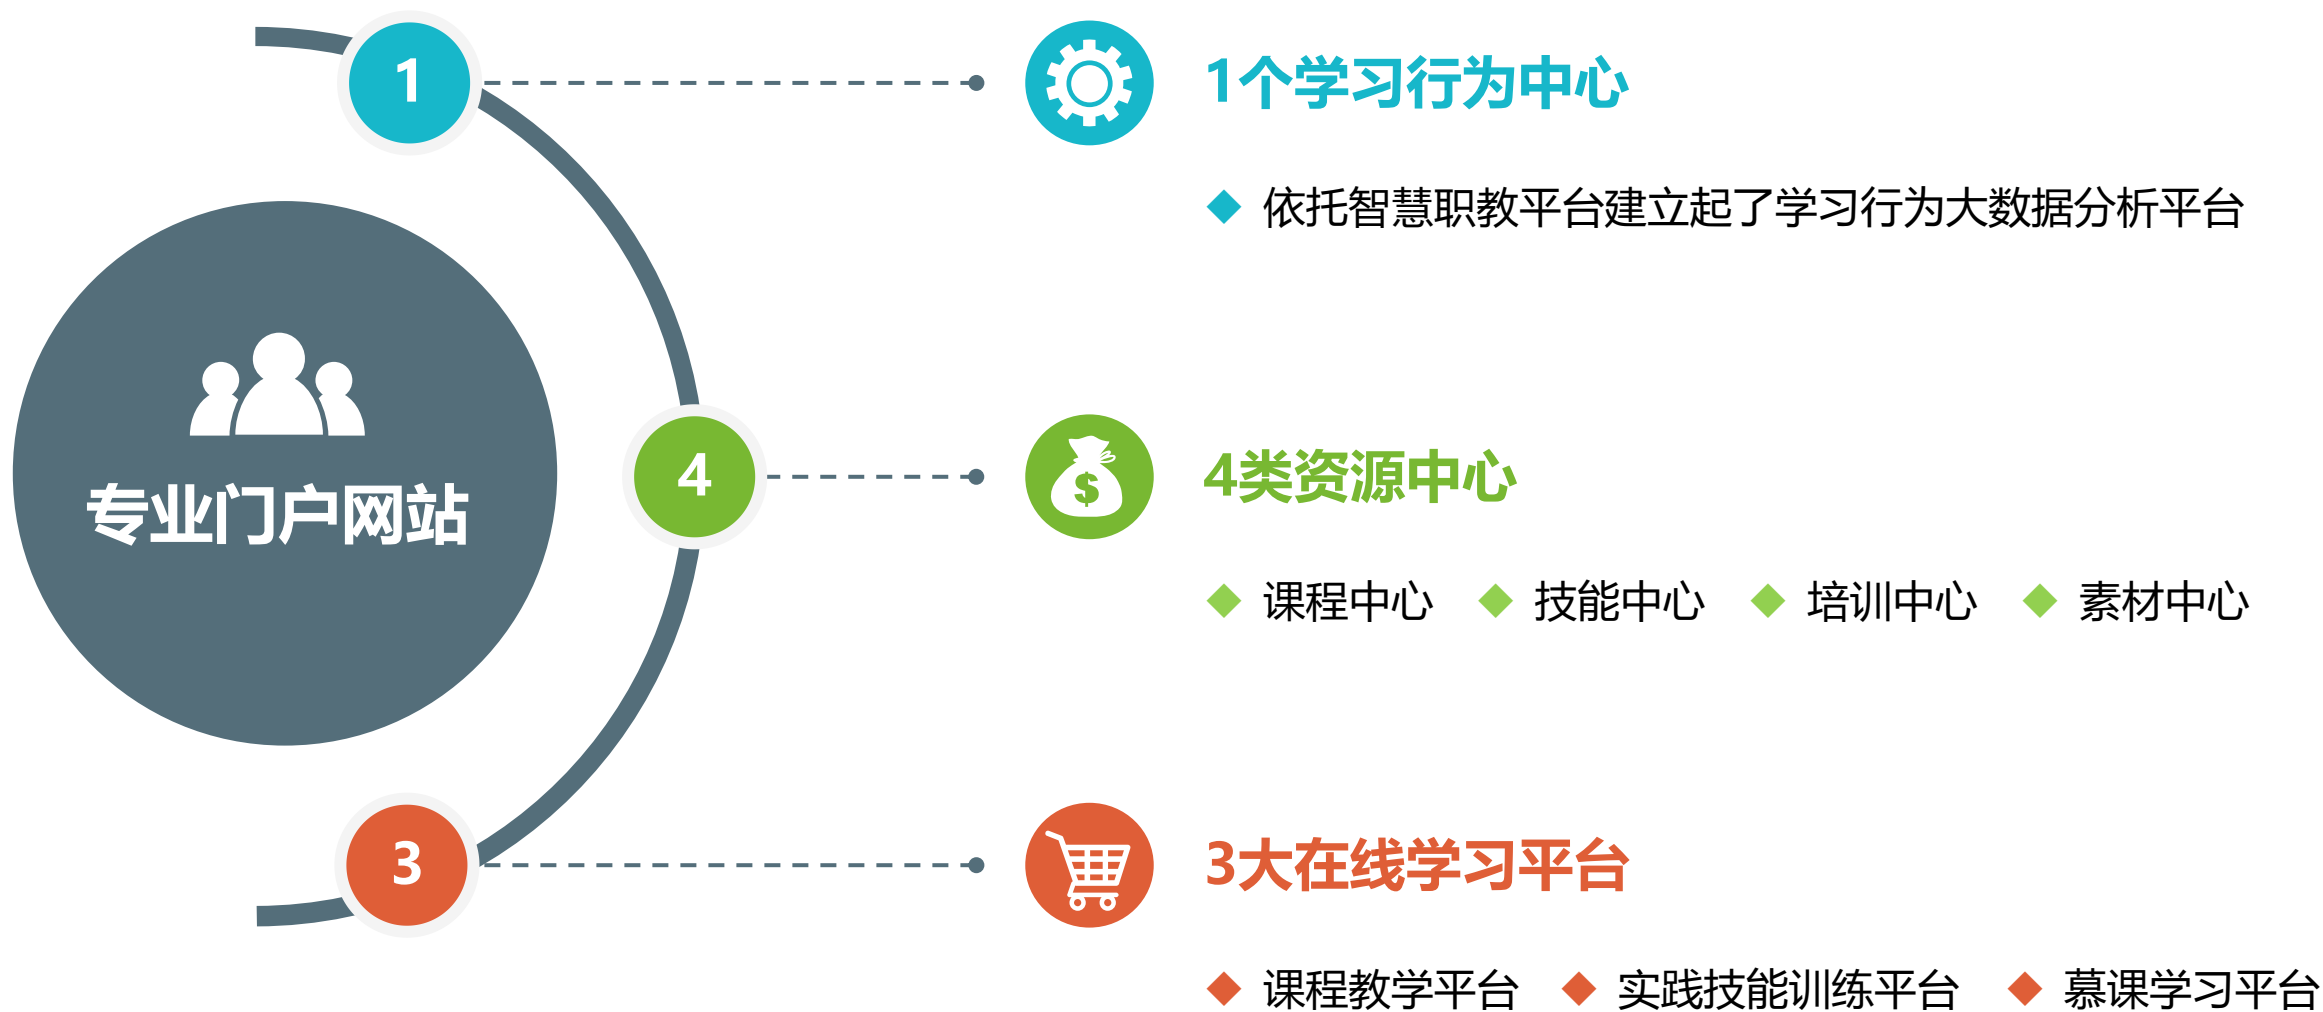 专业门户网站
1
1个学习行为中心
依托智慧职教平台建立起了学习行为大数据分析平台
4
$
4类资源中心
课程中心 技能中心 培训中心 素材中心
3
3大在线学习平台
课程教学平台 实践技能训练平台 慕课学习平台